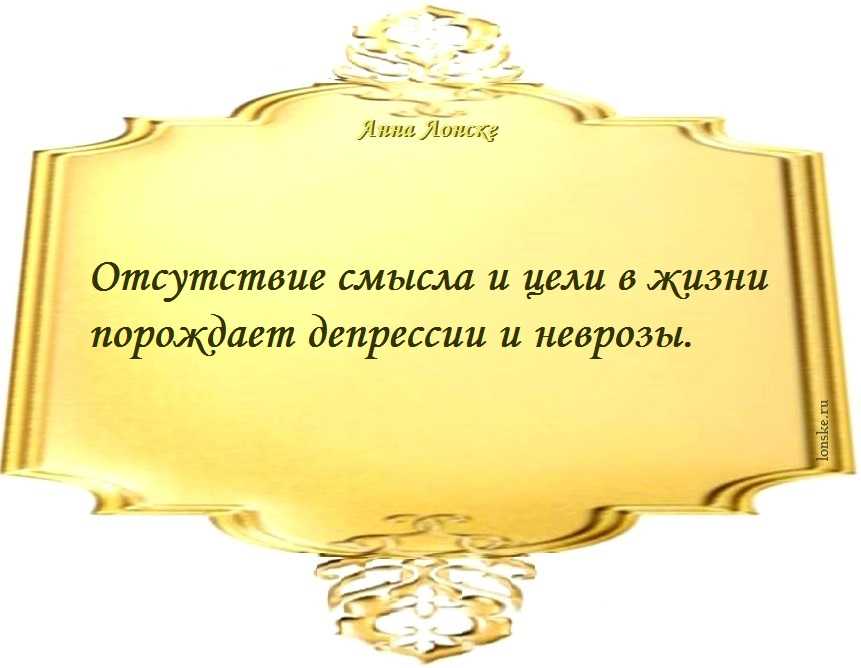 Анна Лонске
Отсутствие смысла и цели в жизни
порождает депрессии и неврозы.
lonske.ru